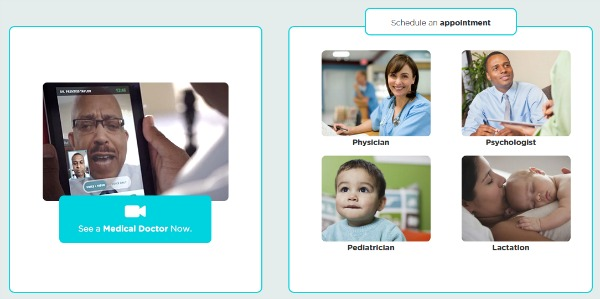 Schedule an appointment
See a Medical Doctor Now.
Physician
Psychologist
Pediatrician
Lactation